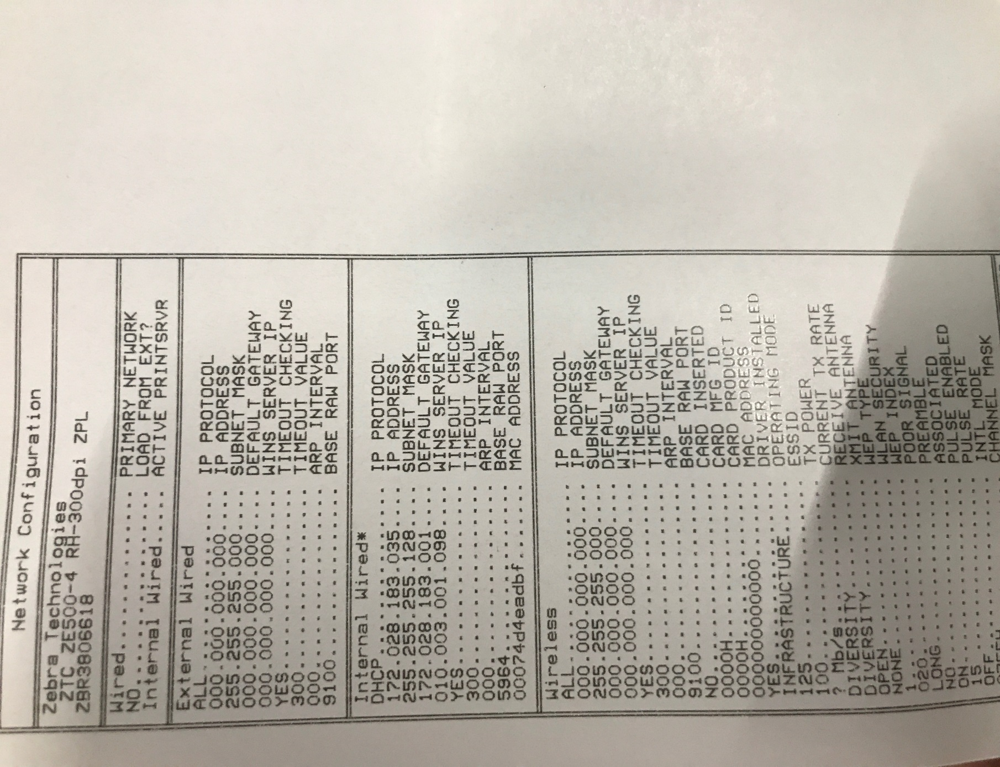 Network Configuration
Zebra Technologies
ZTC ZE500-4 RH-300dpi ZPL
ZBR3806618
Wired................ PRIMARY NETWORK
NO................... LOAD FROM EXT?
Internal Wired..... ACTIVE PRINTSRVR
External Wired
ALL.................. IP PROTOCOL
000.000.000.000...... IP ADDRESS
255.255.255.000...... SUBNET MASK
000.000.000.000...... DEFAULT GATEWAY
000.000.000.000...... WINS SERVER IP
YES.................. TIMEOUT CHECKING
300.................. TIMEOUT VALUE
000.................. ARP INTERVAL
9100................. BASE RAW PORT
Internal Wired*
DHCP................. IP PROTOCOL
172.028.183.035...... IP ADDRESS
255.255.255.128...... SUBNET MASK
172.028.183.001...... DEFAULT GATEWAY
010.003.001.098...... WINS SERVER IP
YES.................. TIMEOUT CHECKING
300.................. TIMEOUT VALUE
000.................. ARP INTERVAL
5964................. BASE RAW PORT
00074d4eadbf......... MAC ADDRESS
Wireless
ALL.................. IP PROTOCOL
000.000.000.000...... IP ADDRESS
255.255.255.000...... SUBNET MASK
000.000.000.000...... DEFAULT GATEWAY
000.000.000.000...... WINS SERVER IP
YES.................. TIMEOUT CHECKING
300.................. TIMEOUT VALUE
000.................. ARP INTERVAL
9100................. BASE RAW PORT
NO................... CARD INSERTED
0000H................ CARD MFG ID
0000H................ CARD PRODUCT ID
000000000000......... MAC ADDRESS
YES.................. DRIVER INSTALLED
INFRASTRUCTURE....... OPERATING MODE
125.................. ESSID
100.................. TX POWER
? Mb/s............... CURRENT TX RATE
DIVERSITY............ RECEIVE ANTENNA
DIVERSITY............ XMIT ANTENNA
OPEN................. WEP TYPE
NONE................. WLAN SECURITY
1.................... WEP INDEX
020.................. POOR SIGNAL
LONG................. PREAMBLE
NO................... ASSOCIATED
ON................... PULSE ENABLED
15................... PULSE RATE
OFF.................. INTL MODE
CHANNEL MASK